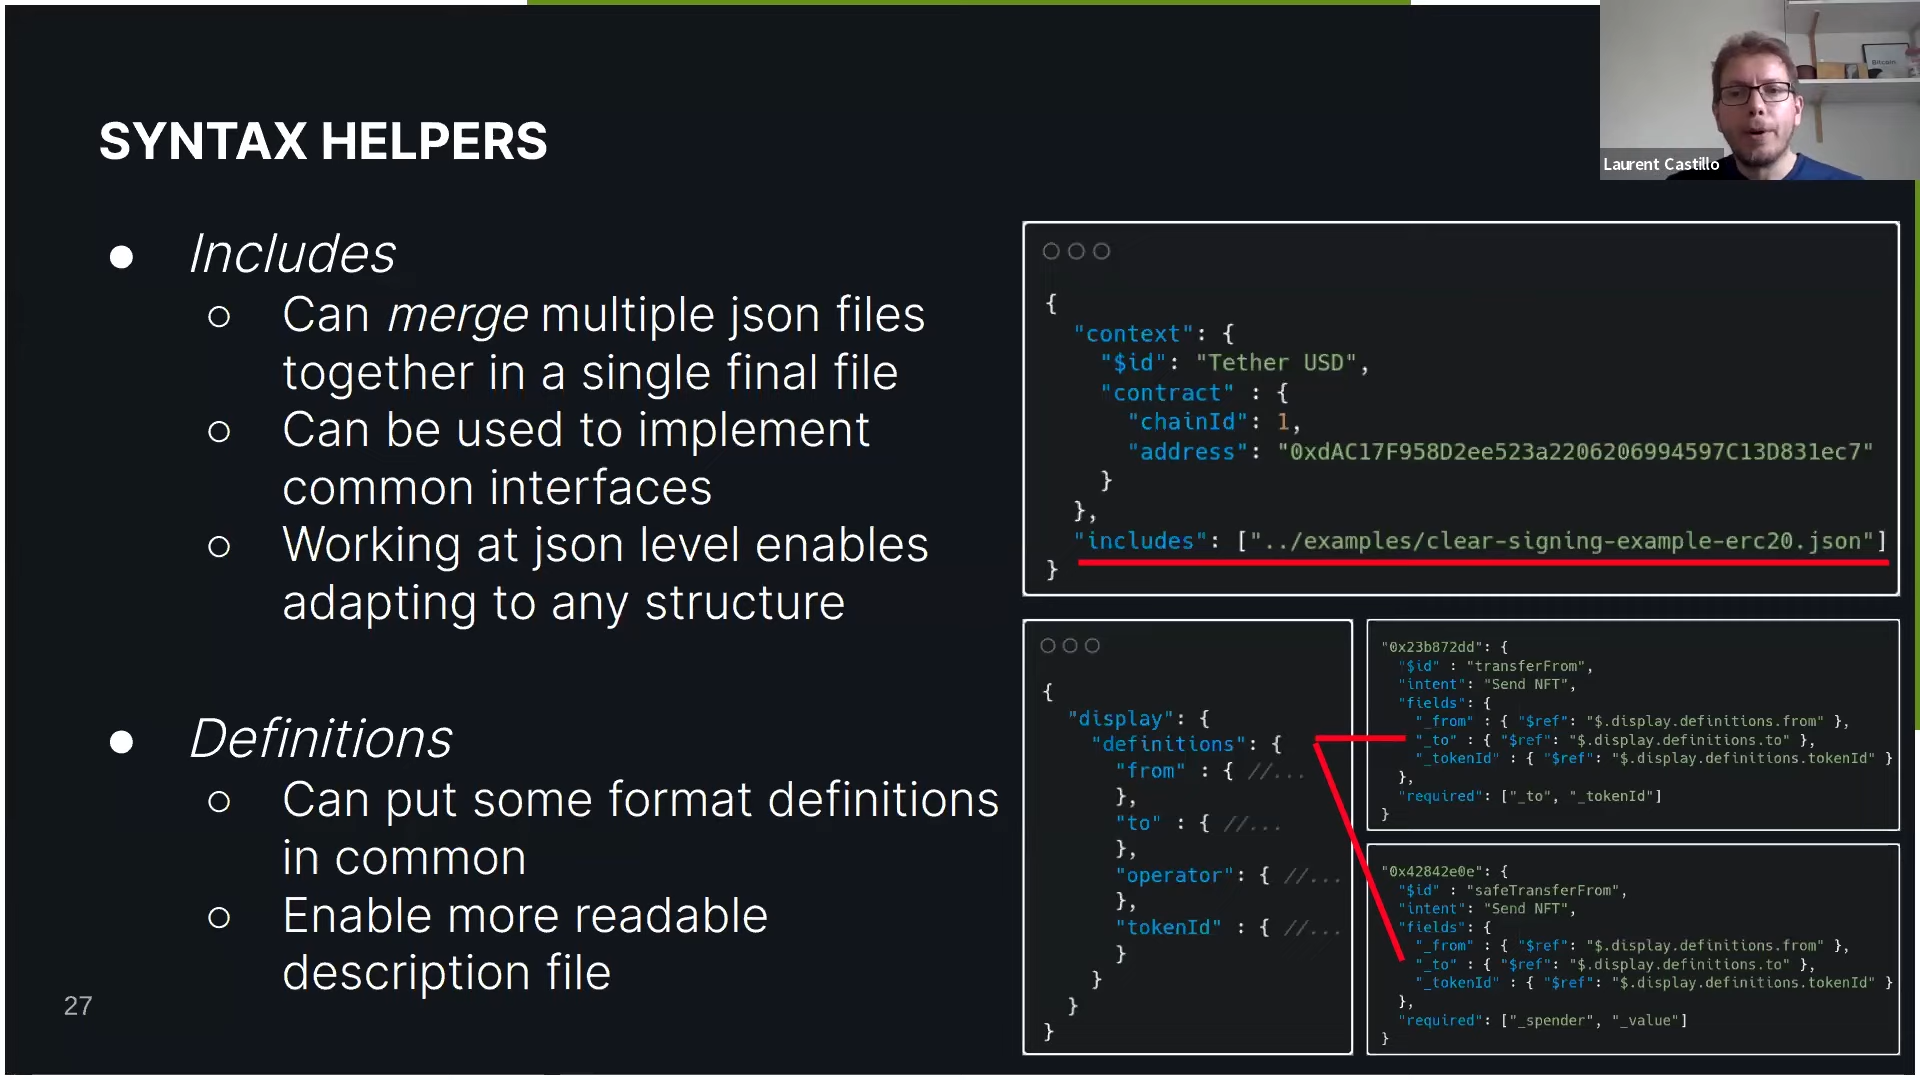 SYNTAX HELPERS
Bitcoin
Laurent Castillo
● Includes
○ Can merge multiple json files
together in a single final file
○ Can be used to implement
common interfaces
○ Working at json level enables
adapting to any structure
● Definitions
○ Can put some format definitions
in common
○ Enable more readable
description file
27
{
"context": {
"$id": "Tether USD",
"contract" : {
"chainId": 1,
"address": "0xdAC17F958D2ee523a2206206994597C13D831ec7"
}
},
"includes": ["../examples/clear-signing-example-erc20.json"]
}
{
"display": {
"definitions": {
"from" : { //...
},
"to" : { //...
},
"operator": { //...
},
"tokenId" : { //...
}
}
}
}
"0x23b872dd": {
"$id" : "transferFrom",
"intent": "Send NFT",
"fields": {
"_from" : { "$ref": "$.display.definitions.from" },
"_to" : { "$ref": "$.display.definitions.to" },
"_tokenId" : { "$ref": "$.display.definitions.tokenId" }
},
"required": ["_to", "_tokenId"]
}
"0x42842e0e": {
"$id" : "safeTransferFrom",
"intent": "Send NFT",
"fields": {
"_from" : { "$ref": "$.display.definitions.from" },
"_to" : { "$ref": "$.display.definitions.to" },
"_tokenId" : { "$ref": "$.display.definitions.tokenId" }
},
"required": ["_spender", "_value"]
}